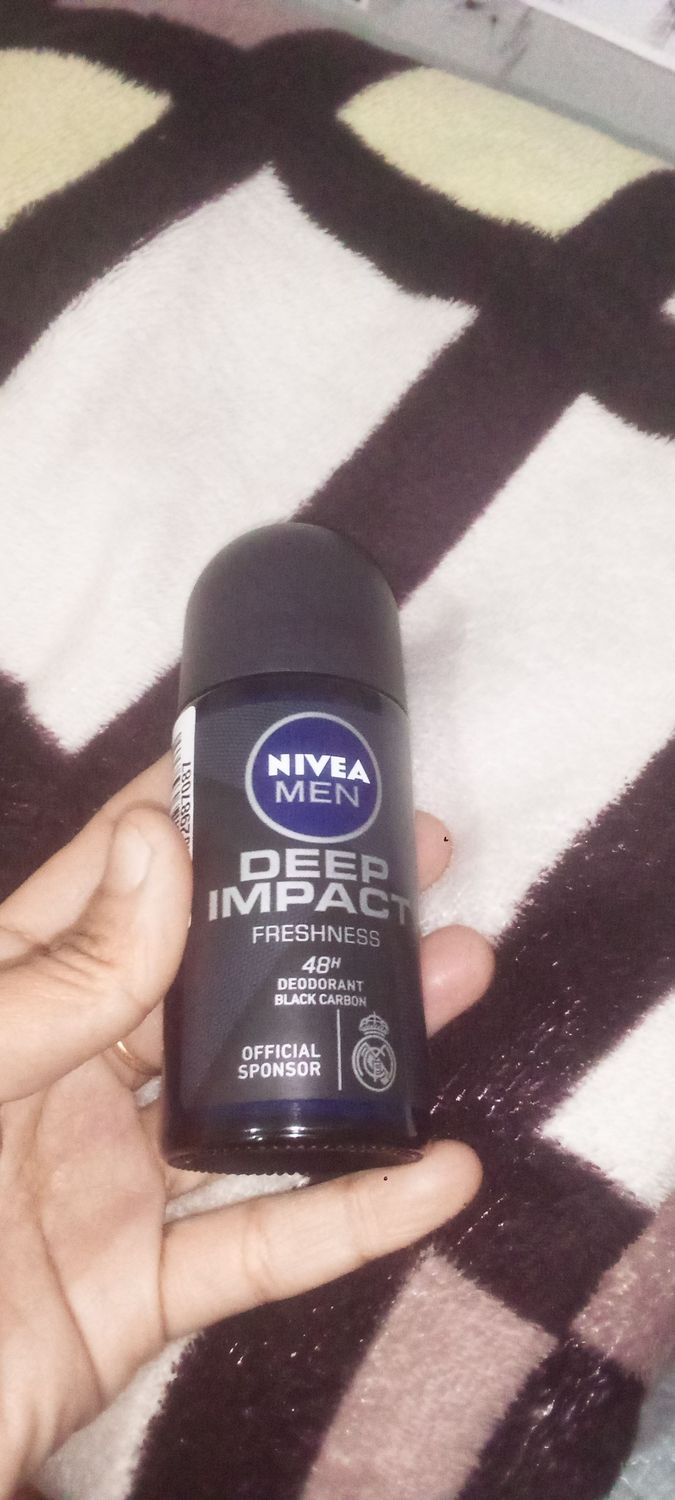 NIVEA
MEN
DEEP
IMPACT
FRESHNESS
48H
DEODORANT
BLACK CARBON
OFFICIAL
SPONSOR